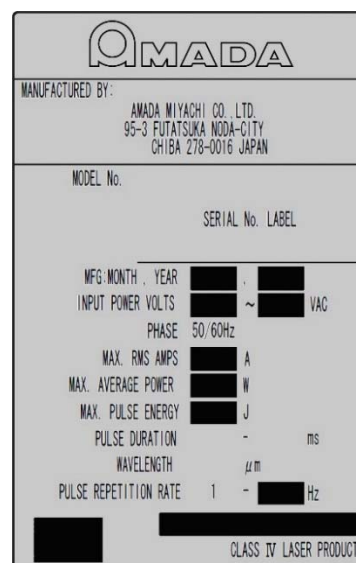 AMADA
MANUFACTURED BY:
AMADA MIYACHI CO.,LTD.
95-3 FUTATSUKA NODA-CITY
CHIBA 278-0016 JAPAN
MODEL No.
SERIAL No. LABEL
MFG:MONTH , YEAR ,
INPUT POWER VOLTS ~ VAC
PHASE 50/60Hz
MAX. RMS AMPS A
MAX. AVERAGE POWER W
MAX. PULSE ENERGY J
PULSE DURATION - ms
WAVELENGTH μm
PULSE REPETITION RATE 1 - Hz
CLASS IV LASER PRODUCT